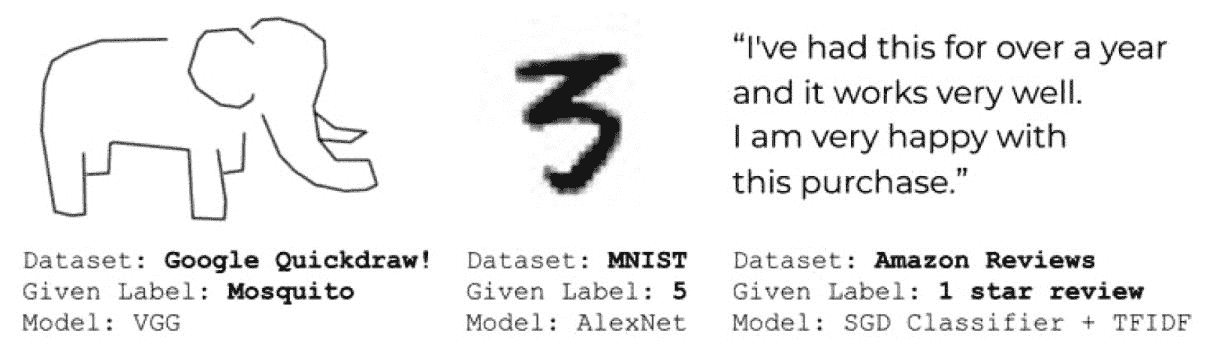 3
“I've had this for over a year
and it works very well.
I am very happy with
this purchase.”
Dataset: Google Quickdraw!
Given Label: Mosquito
Model: VGG
Dataset: MNIST
Given Label: 5
Model: AlexNet
Dataset: Amazon Reviews
Given Label: 1 star review
Model: SGD Classifier + TFIDF